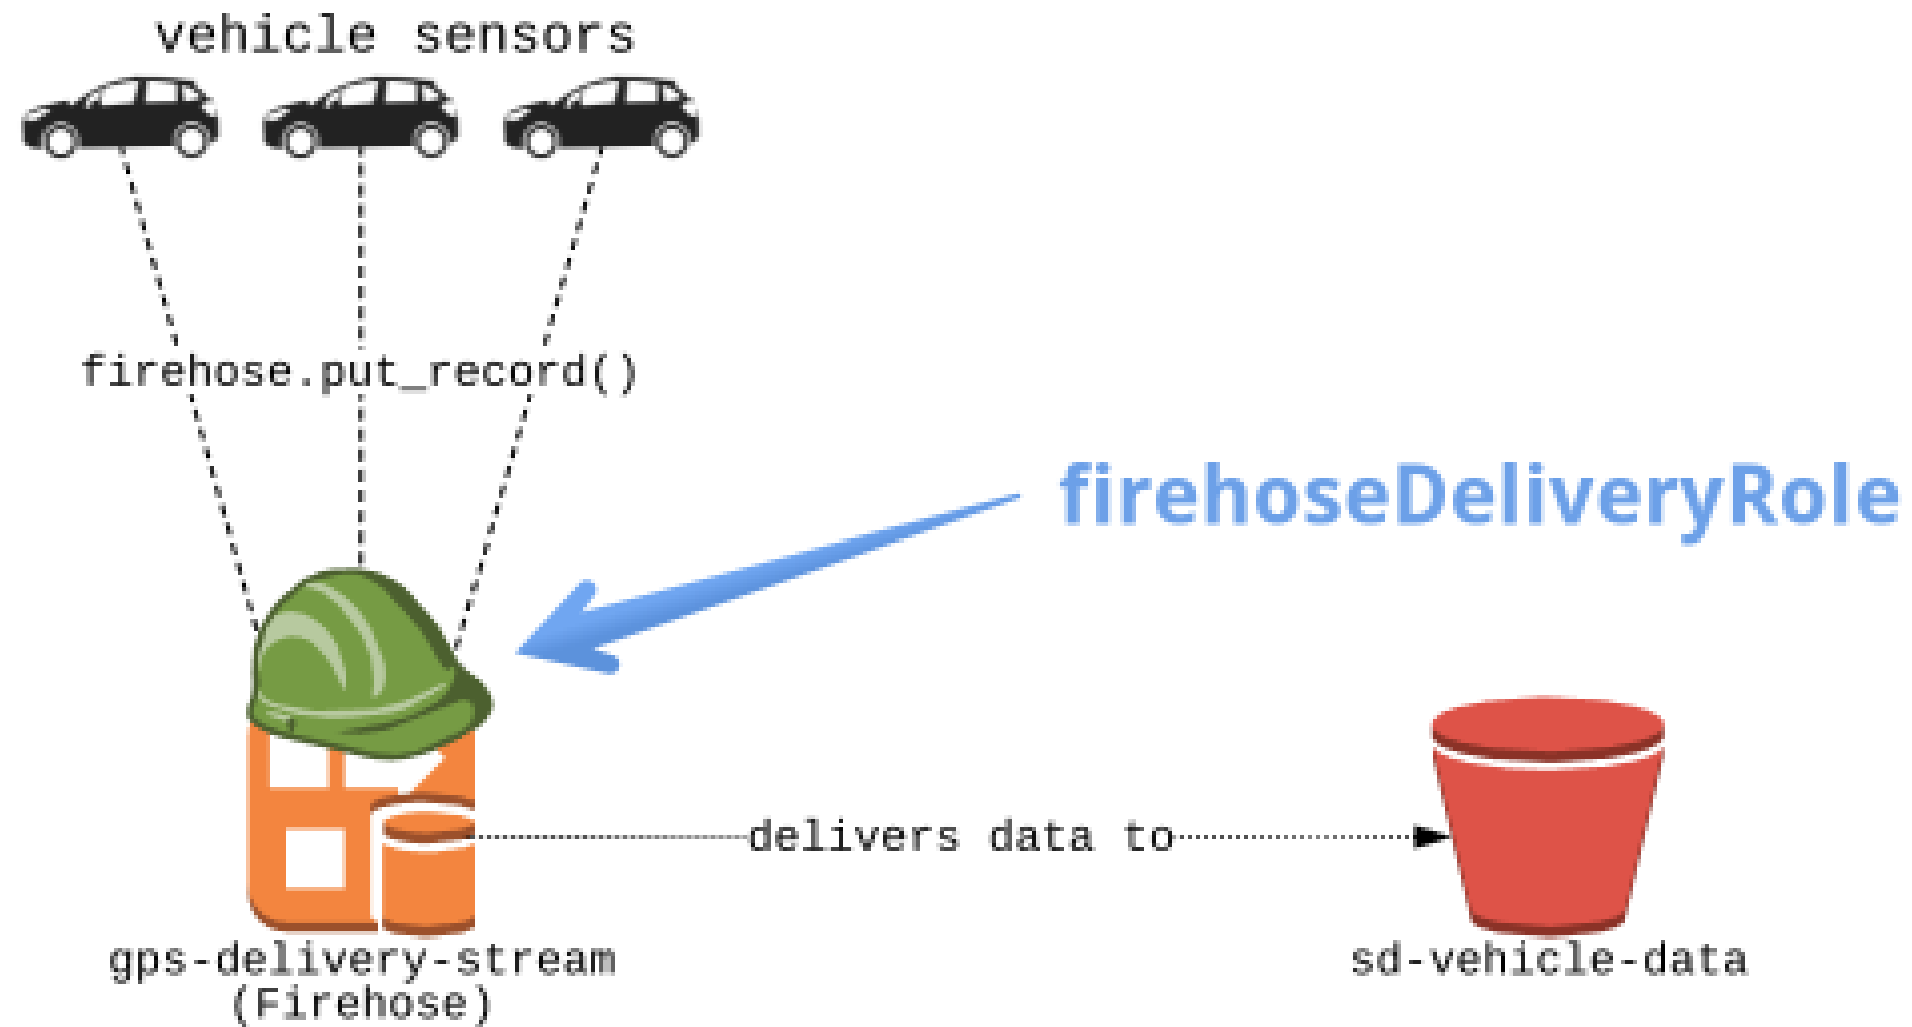 vehicle sensors
firehose.put_record()
firehoseDeliveryRole
delivers data to
gps-delivery-stream
(Firehose)
sd-vehicle-data